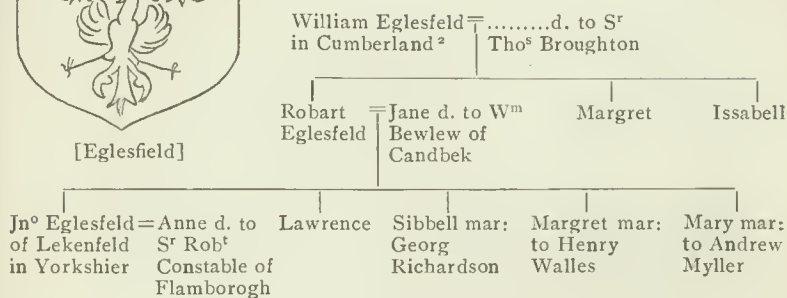 William Eglesfeld = .........d. to Sʳ
in Cumberland ² Thoˢ Broughton
Robart = Jane d. to Wᵐ Margret Issabell
Eglesfeld Bewlew of
Candbek
[Eglesfield]
Jnº Eglesfeld = Anne d. to Lawrence Sibbell mar: Margret mar: Mary mar:
of Lekenfeld Sʳ Robᵗ Georg to Henry to Andrew
in Yorkshier Constable of Richardson Walles Myller
Flamborogh